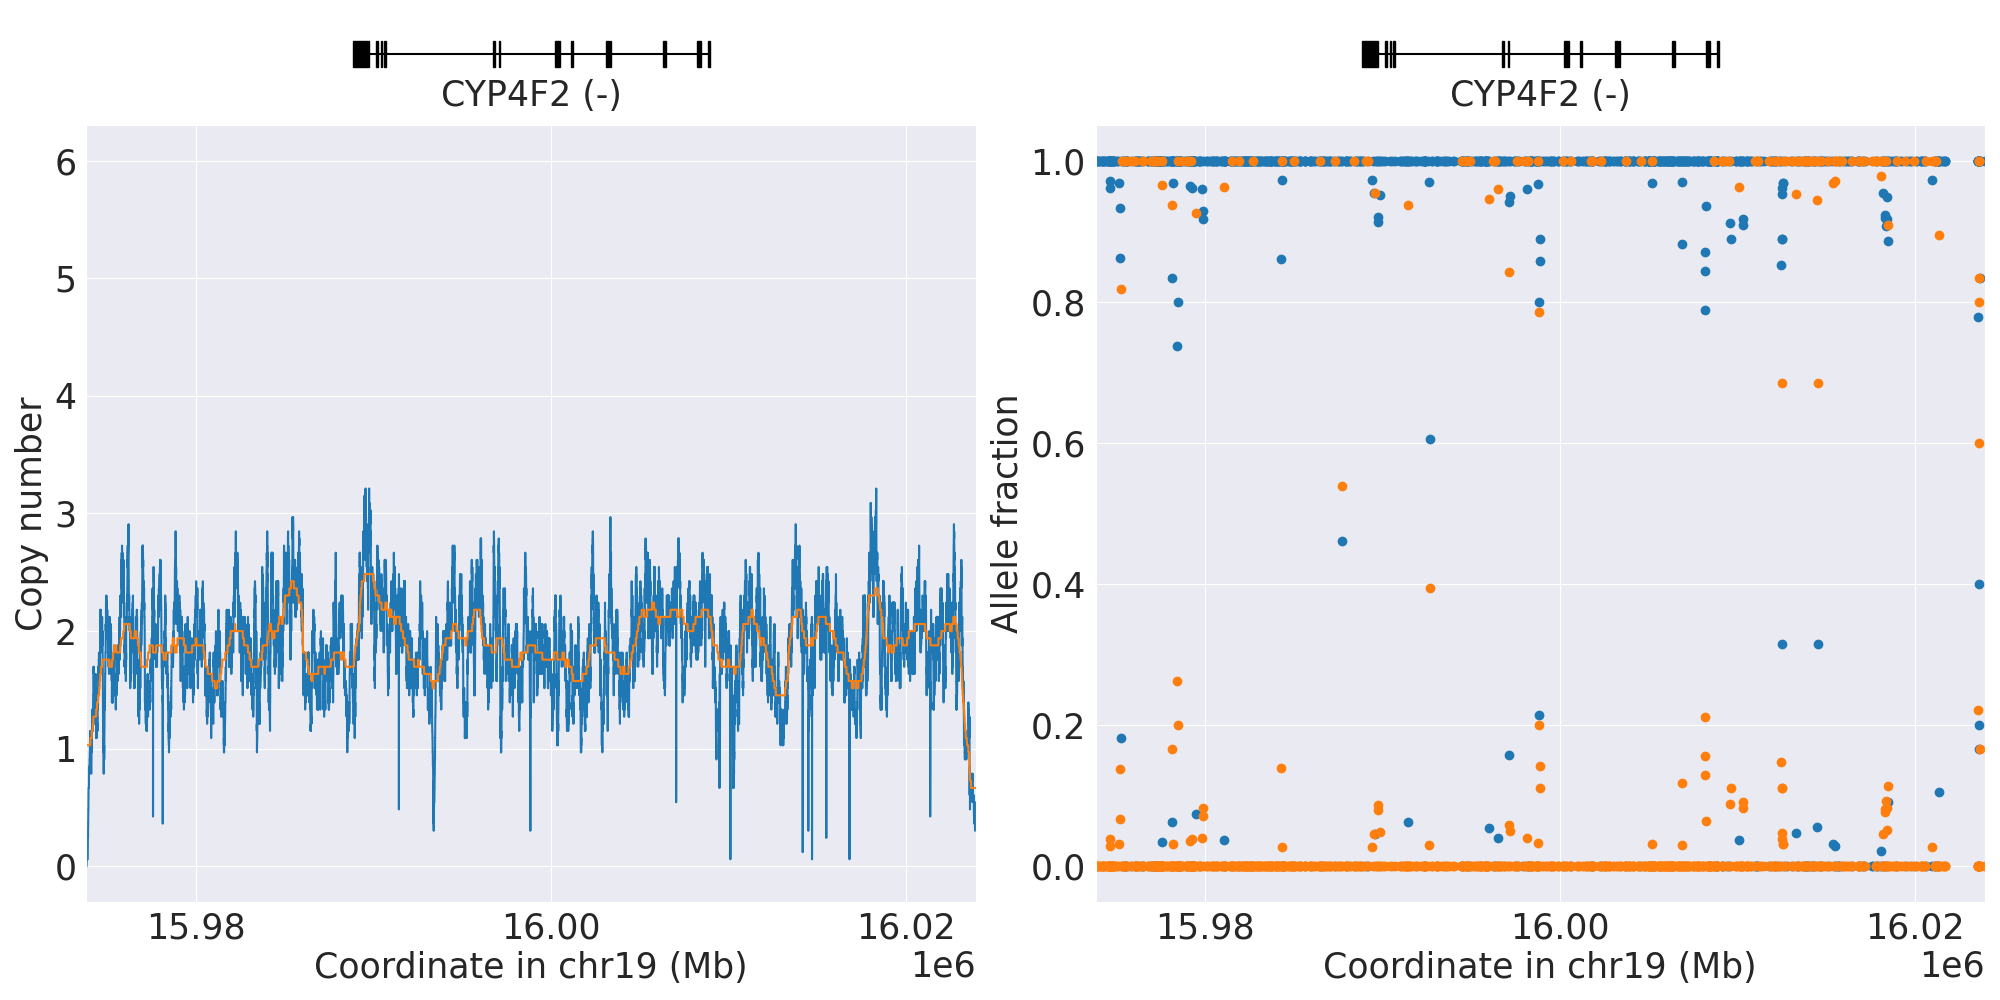 CYP4F2 (-)
CYP4F2 (-)
Copy number
6
5
4
3
2
1
0
15.98
16.00
16.02
Coordinate in chr19 (Mb)
1e6
Allele fraction
1.0
0.8
0.6
0.4
0.2
0.0
15.98
16.00
16.02
Coordinate in chr19 (Mb)
1e6